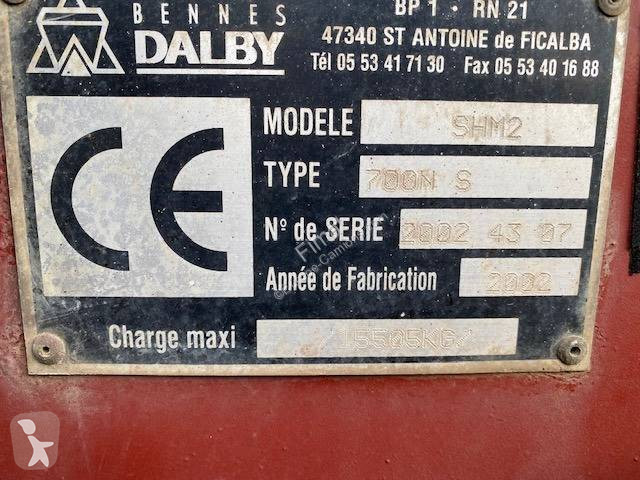 BENNES
DALBY
BP 1 • RN 21
47340 ST ANTOINE de FICALBA
Tél 05 53 41 71 30 Fax 05 53 40 16 88
CE
MODELE SHM2
TYPE 700N S
Nº de SERIE 2002 43 07
Année de Fabrication 2002
Charge maxi /15505KG/